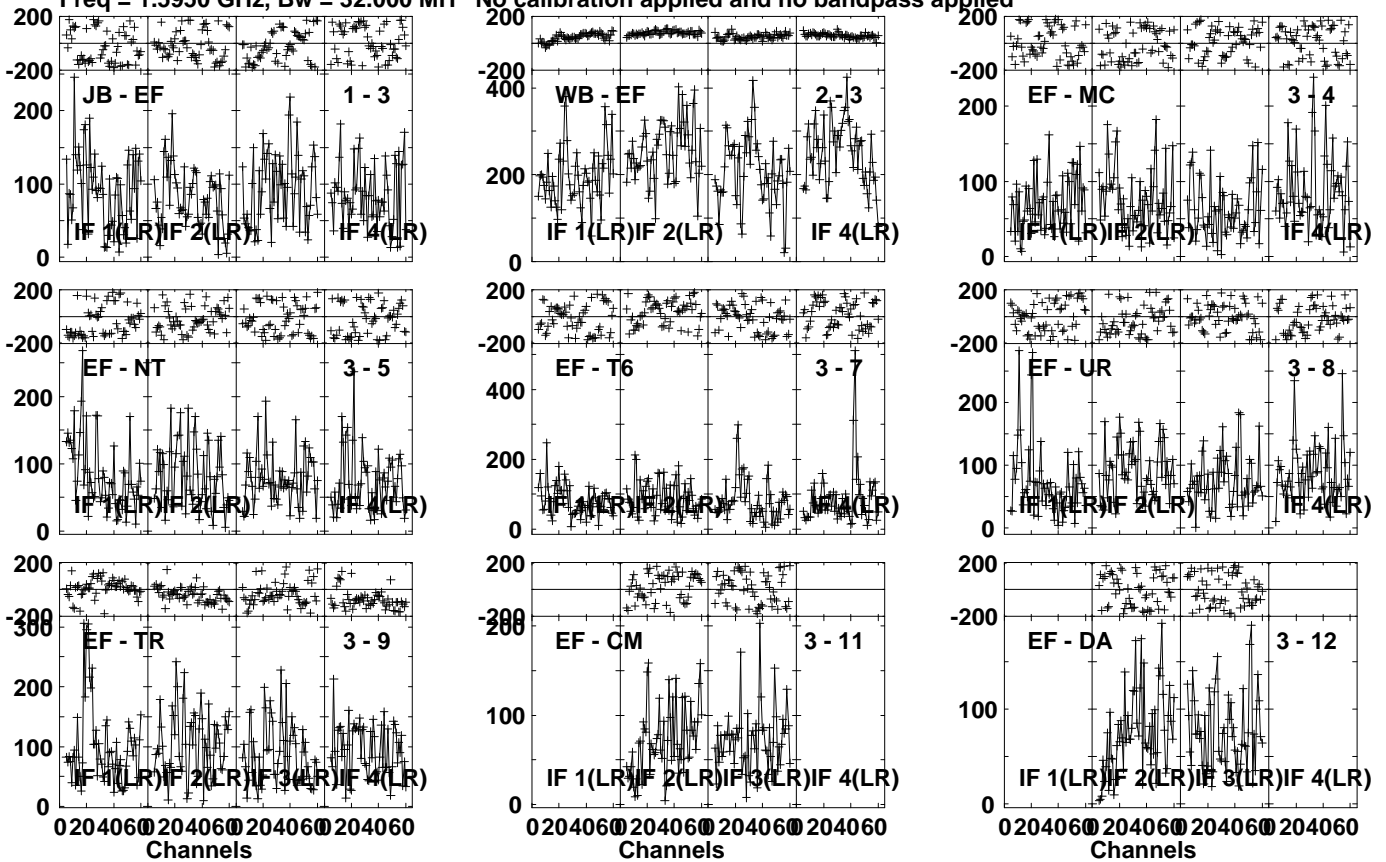 Freq = 1.5950 GHz, Bw = 32.000 MH No calibration applied and no bandpass applied
-200
200
100
0
JB - EF 1 - 3
IF 1(LR) IF 2(LR) IF 4(LR)
-200
400
200
0
WB - EF 2 - 3
IF 1(LR) IF 2(LR) IF 4(LR)
-200
200
100
0
EF - MC 3 - 4
IF 1(LR) IF 2(LR) IF 4(LR)
200
-200
200
100
0
EF - NT 3 - 5
IF 1(LR) IF 2(LR) IF 4(LR)
200
-200
400
200
0
EF - T6 3 - 7
IF 1(LR) IF 2(LR) IF 4(LR)
200
-200
200
100
0
EF - UR 3 - 8
IF 1(LR) IF 2(LR) IF 4(LR)
200
-200
300
200
100
0
EF - TR 3 - 9
IF 1(LR) IF 2(LR) IF 3(LR) IF 4(LR)
0 20 40 60 0 20 40 60 0 20 40 60 0 20 40 60
Channels
200
-200
200
100
0
EF - CM 3 - 11
IF 1(LR) IF 2(LR) IF 3(LR) IF 4(LR)
0 20 40 60 0 20 40 60 0 20 40 60 0 20 40 60
Channels
200
-200
100
0
EF - DA 3 - 12
IF 1(LR) IF 2(LR) IF 3(LR) IF 4(LR)
0 20 40 60 0 20 40 60 0 20 40 60 0 20 40 60
Channels